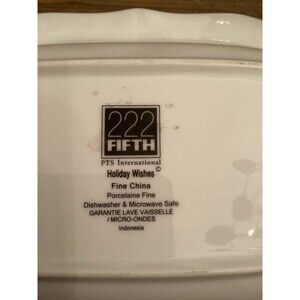 222
FIFTH
PTS International
Holiday Wishes©
Fine China
Porcelaine Fine
Dishwasher & Microwave Safe
GARANTIE LAVE VAISSELLE
/ MICRO-ONDES
Indonesia